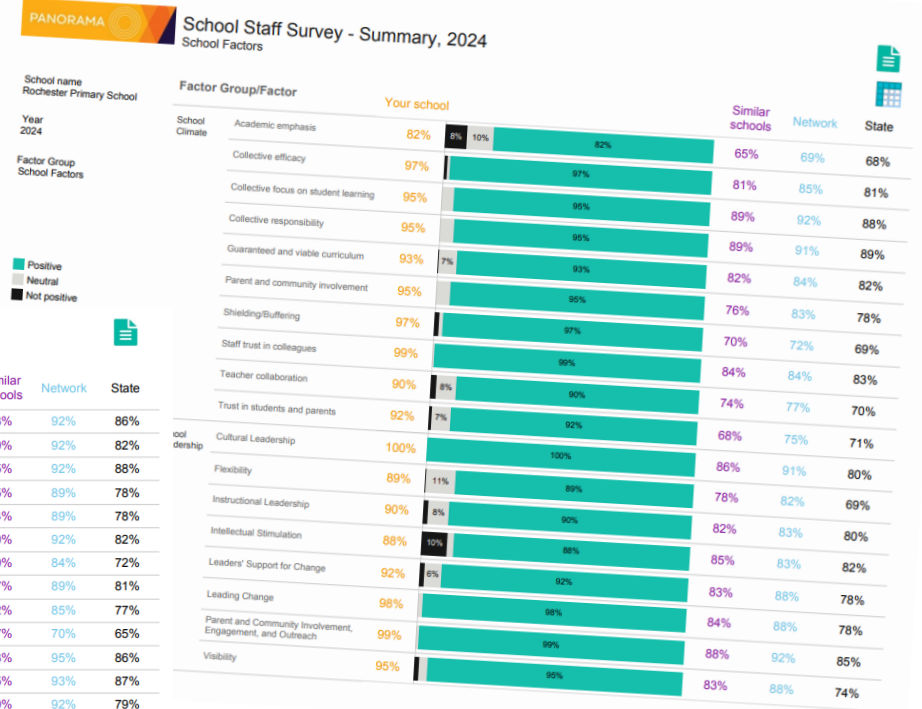 PANORAMA
School Staff Survey - Summary, 2024
School Factors
School name
Rochester Primary School
Year
2024
Factor Group
School Factors
Positive
Neutral
Not positive
Factor Group/Factor Your school Similar schools Network State
School Climate
Academic emphasis 82% 8% 10% 82% 65% 69% 68%
Collective efficacy 97% 97% 81% 85% 81%
Collective focus on student learning 95% 95% 89% 92% 88%
Collective responsibility 95% 95% 89% 91% 89%
Guaranteed and viable curriculum 93% 7% 93% 82% 84% 82%
Parent and community involvement 95% 95% 76% 83% 78%
Shielding/Buffering 97% 97% 70% 72% 69%
Staff trust in colleagues 99% 99% 84% 84% 83%
Teacher collaboration 90% 8% 90% 74% 77% 70%
Trust in students and parents 92% 7% 92% 68% 75% 71%
Cultural Leadership 100% 100% 86% 91% 80%
Flexibility 89% 11% 89% 78% 82% 69%
Instructional Leadership 90% 8% 90% 82% 83% 80%
Intellectual Stimulation 88% 10% 88% 85% 83% 82%
Leaders' Support for Change 92% 6% 92% 83% 88% 78%
Leading Change 98% 98% 84% 88% 78%
Parent and Community Involvement,
Engagement, and Outreach 99% 99% 88% 92% 85%
Visibility 95% 95% 83% 88% 74%
Network State
92% 86%
92% 82%
92% 88%
89% 78%
89% 78%
92% 82%
84% 72%
89% 81%
85% 77%
70% 65%
95% 86%
93% 87%
92% 79%